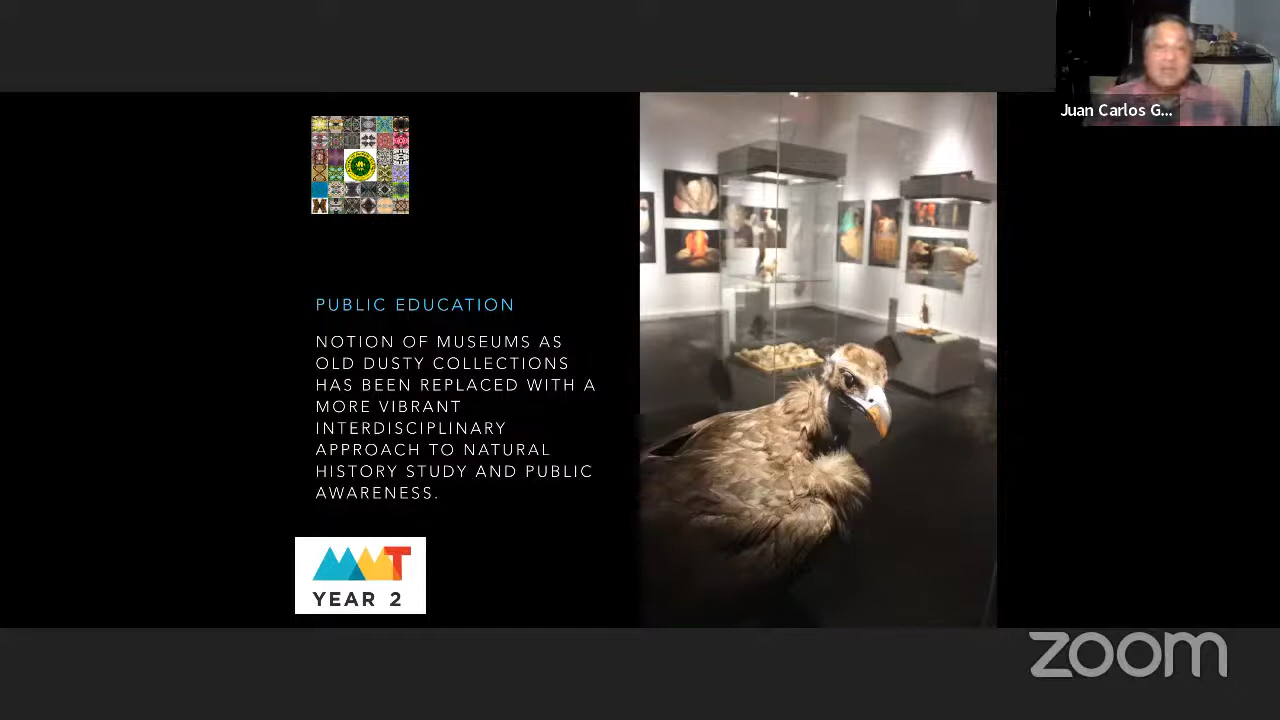 Juan Carlos G...
PUBLIC EDUCATION
NOTION OF MUSEUMS AS
OLD DUSTY COLLECTIONS
HAS BEEN REPLACED WITH A
MORE VIBRANT
INTERDISCIPLINARY
APPROACH TO NATURAL
HISTORY STUDY AND PUBLIC
AWARENESS.
MMT
YEAR 2
zoom